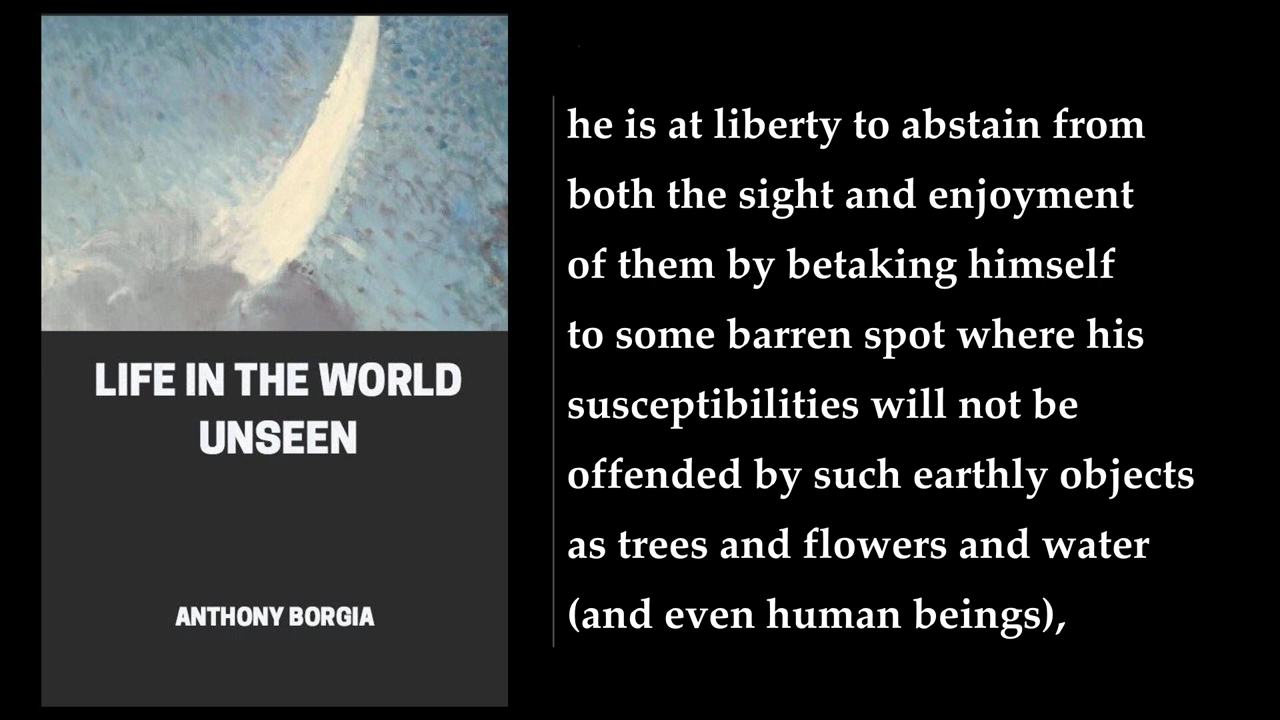 LIFE IN THE WORLD
UNSEEN
ANTHONY BORGIA
he is at liberty to abstain from
both the sight and enjoyment
of them by betaking himself
to some barren spot where his
susceptibilities will not be
offended by such earthly objects
as trees and flowers and water
(and even human beings),